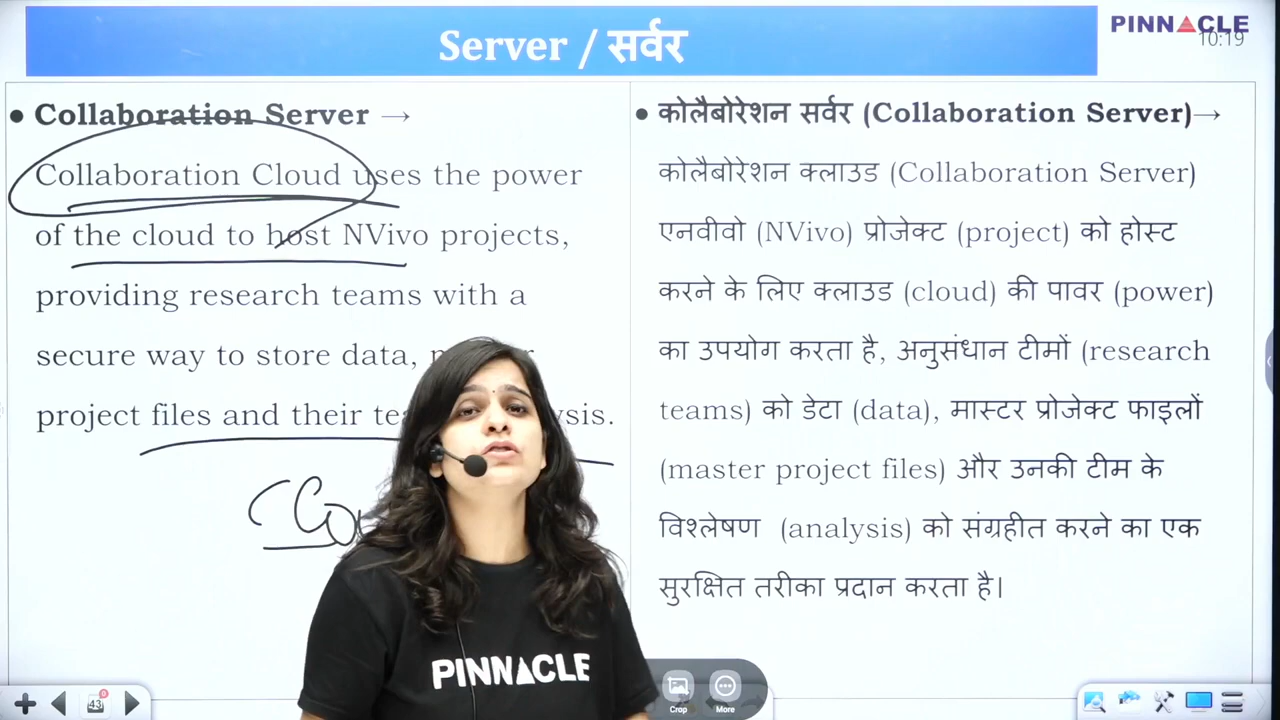 Server / सर्वर
PINNACLE
10:19
● Collaboration Server →
Collaboration Cloud uses the power
of the cloud to host NVivo projects,
providing research teams with a
secure way to store data,
project files and their
● कोलैबोरेशन सर्वर (Collaboration Server)→
कोलैबोरेशन क्लाउड (Collaboration Server)
एनवीवो (NVivo) प्रोजेक्ट (project) को होस्ट
करने के लिए क्लाउड (cloud) की पावर (power)
का उपयोग करता है, अनुसंधान टीमों (research
teams) को डेटा (data), मास्टर प्रोजेक्ट फाइलों
(master project files) और उनकी टीम के
विश्लेषण (analysis) को संग्रहीत करने का एक
सुरक्षित तरीका प्रदान करता है।
PINNACLE
43
0
Crop
More